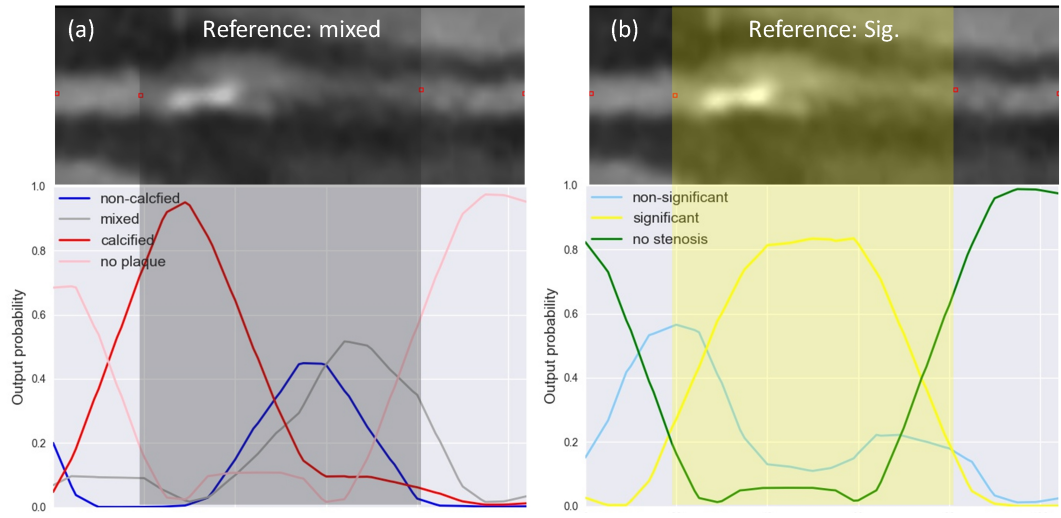 (a) Reference: mixed
1.0
non-calcfied
mixed
0.8
calcified
no plaque
0.6
0.4
0.2
0.0
Output probability
(b) Reference: Sig.
1.0
non-significant
significant
0.8
no stenosis
0.6
0.4
0.2
0.0
Output probability